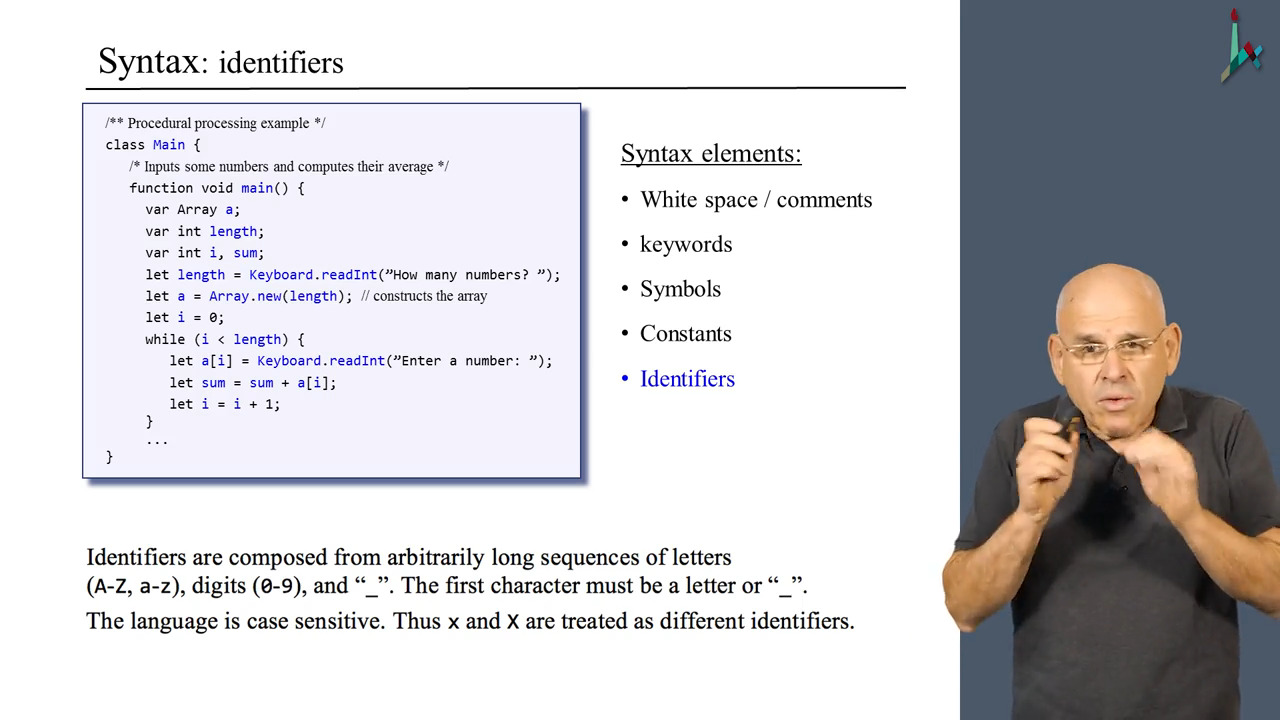 Syntax: identifiers
/** Procedural processing example */
class Main {
/* Inputs some numbers and computes their average */
function void main() {
var Array a;
var int length;
var int i, sum;
let length = Keyboard.readInt(”How many numbers? ”);
let a = Array.new(length); // constructs the array
let i = 0;
while (i < length) {
let a[i] = Keyboard.readInt(”Enter a number: ”);
let sum = sum + a[i];
let i = i + 1;
}
...
}
Syntax elements:
• White space / comments
• keywords
• Symbols
• Constants
• Identifiers
Identifiers are composed from arbitrarily long sequences of letters
(A-Z, a-z), digits (0-9), and “_”. The first character must be a letter or “_”.
The language is case sensitive. Thus x and X are treated as different identifiers.